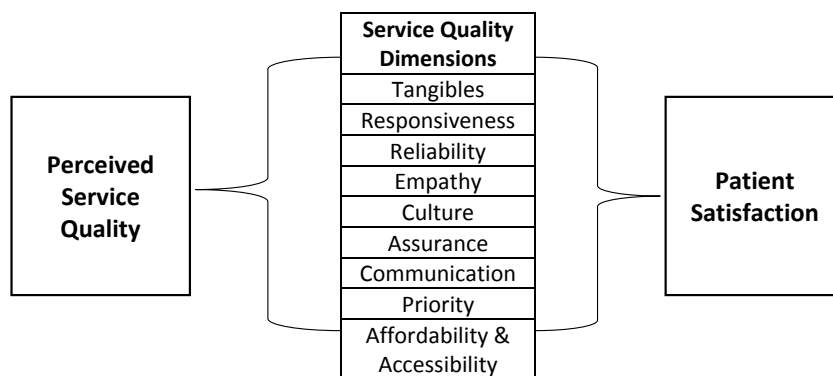 Perceived
Service
Quality
Service Quality
Dimensions
Tangibles
Responsiveness
Reliability
Empathy
Culture
Assurance
Communication
Priority
Affordability &
Accessibility
Patient
Satisfaction